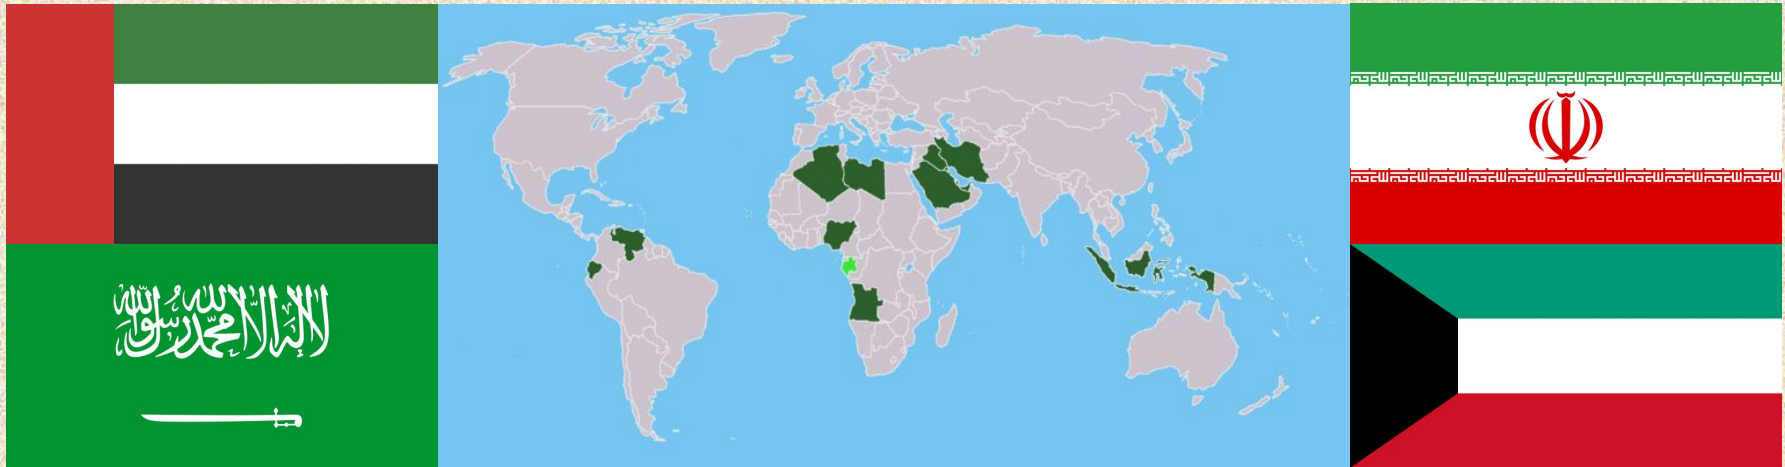 لا إله إلا الله محمد رسول الله